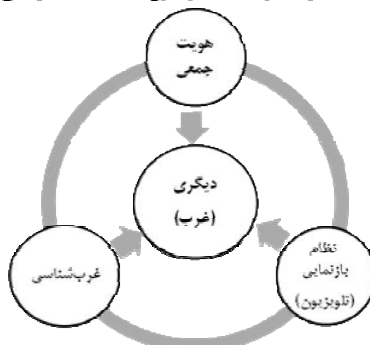 هویت
جمعی
دیگری
(غرب)
غرب‌شناسی
نظام
بازنمایی
(تلویزیون)